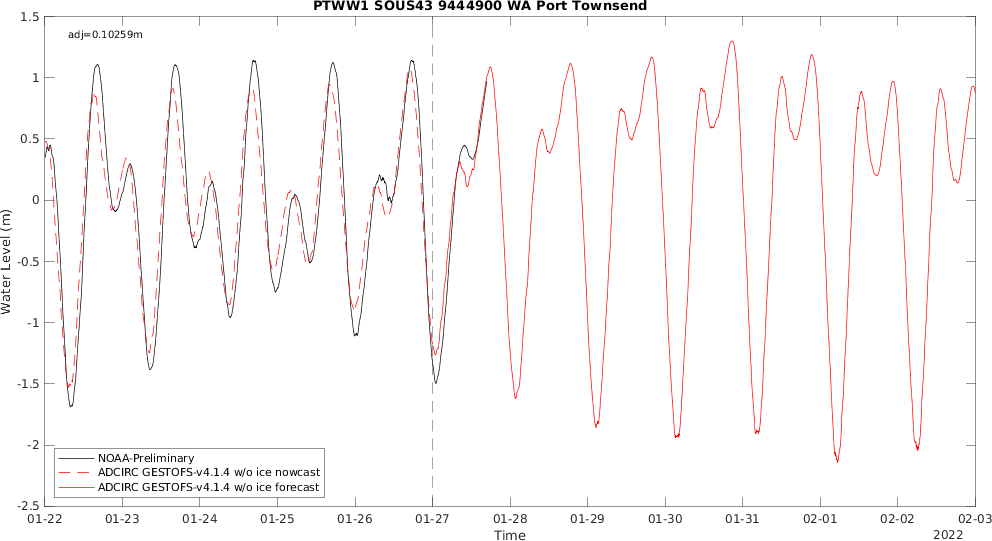 PTWW1 SOUS43 9444900 WA Port Townsend
adj=0.10259m
1.5
1
0.5
0
-0.5
-1
-1.5
-2
-2.5
Water Level (m)
NOAA-Preliminary
ADCIRC GESTOFS-v4.1.4 w/o ice nowcast
ADCIRC GESTOFS-v4.1.4 w/o ice forecast
01-22 01-23 01-24 01-25 01-26 01-27 01-28 01-29 01-30 01-31 02-01 02-02 02-03
Time
2022